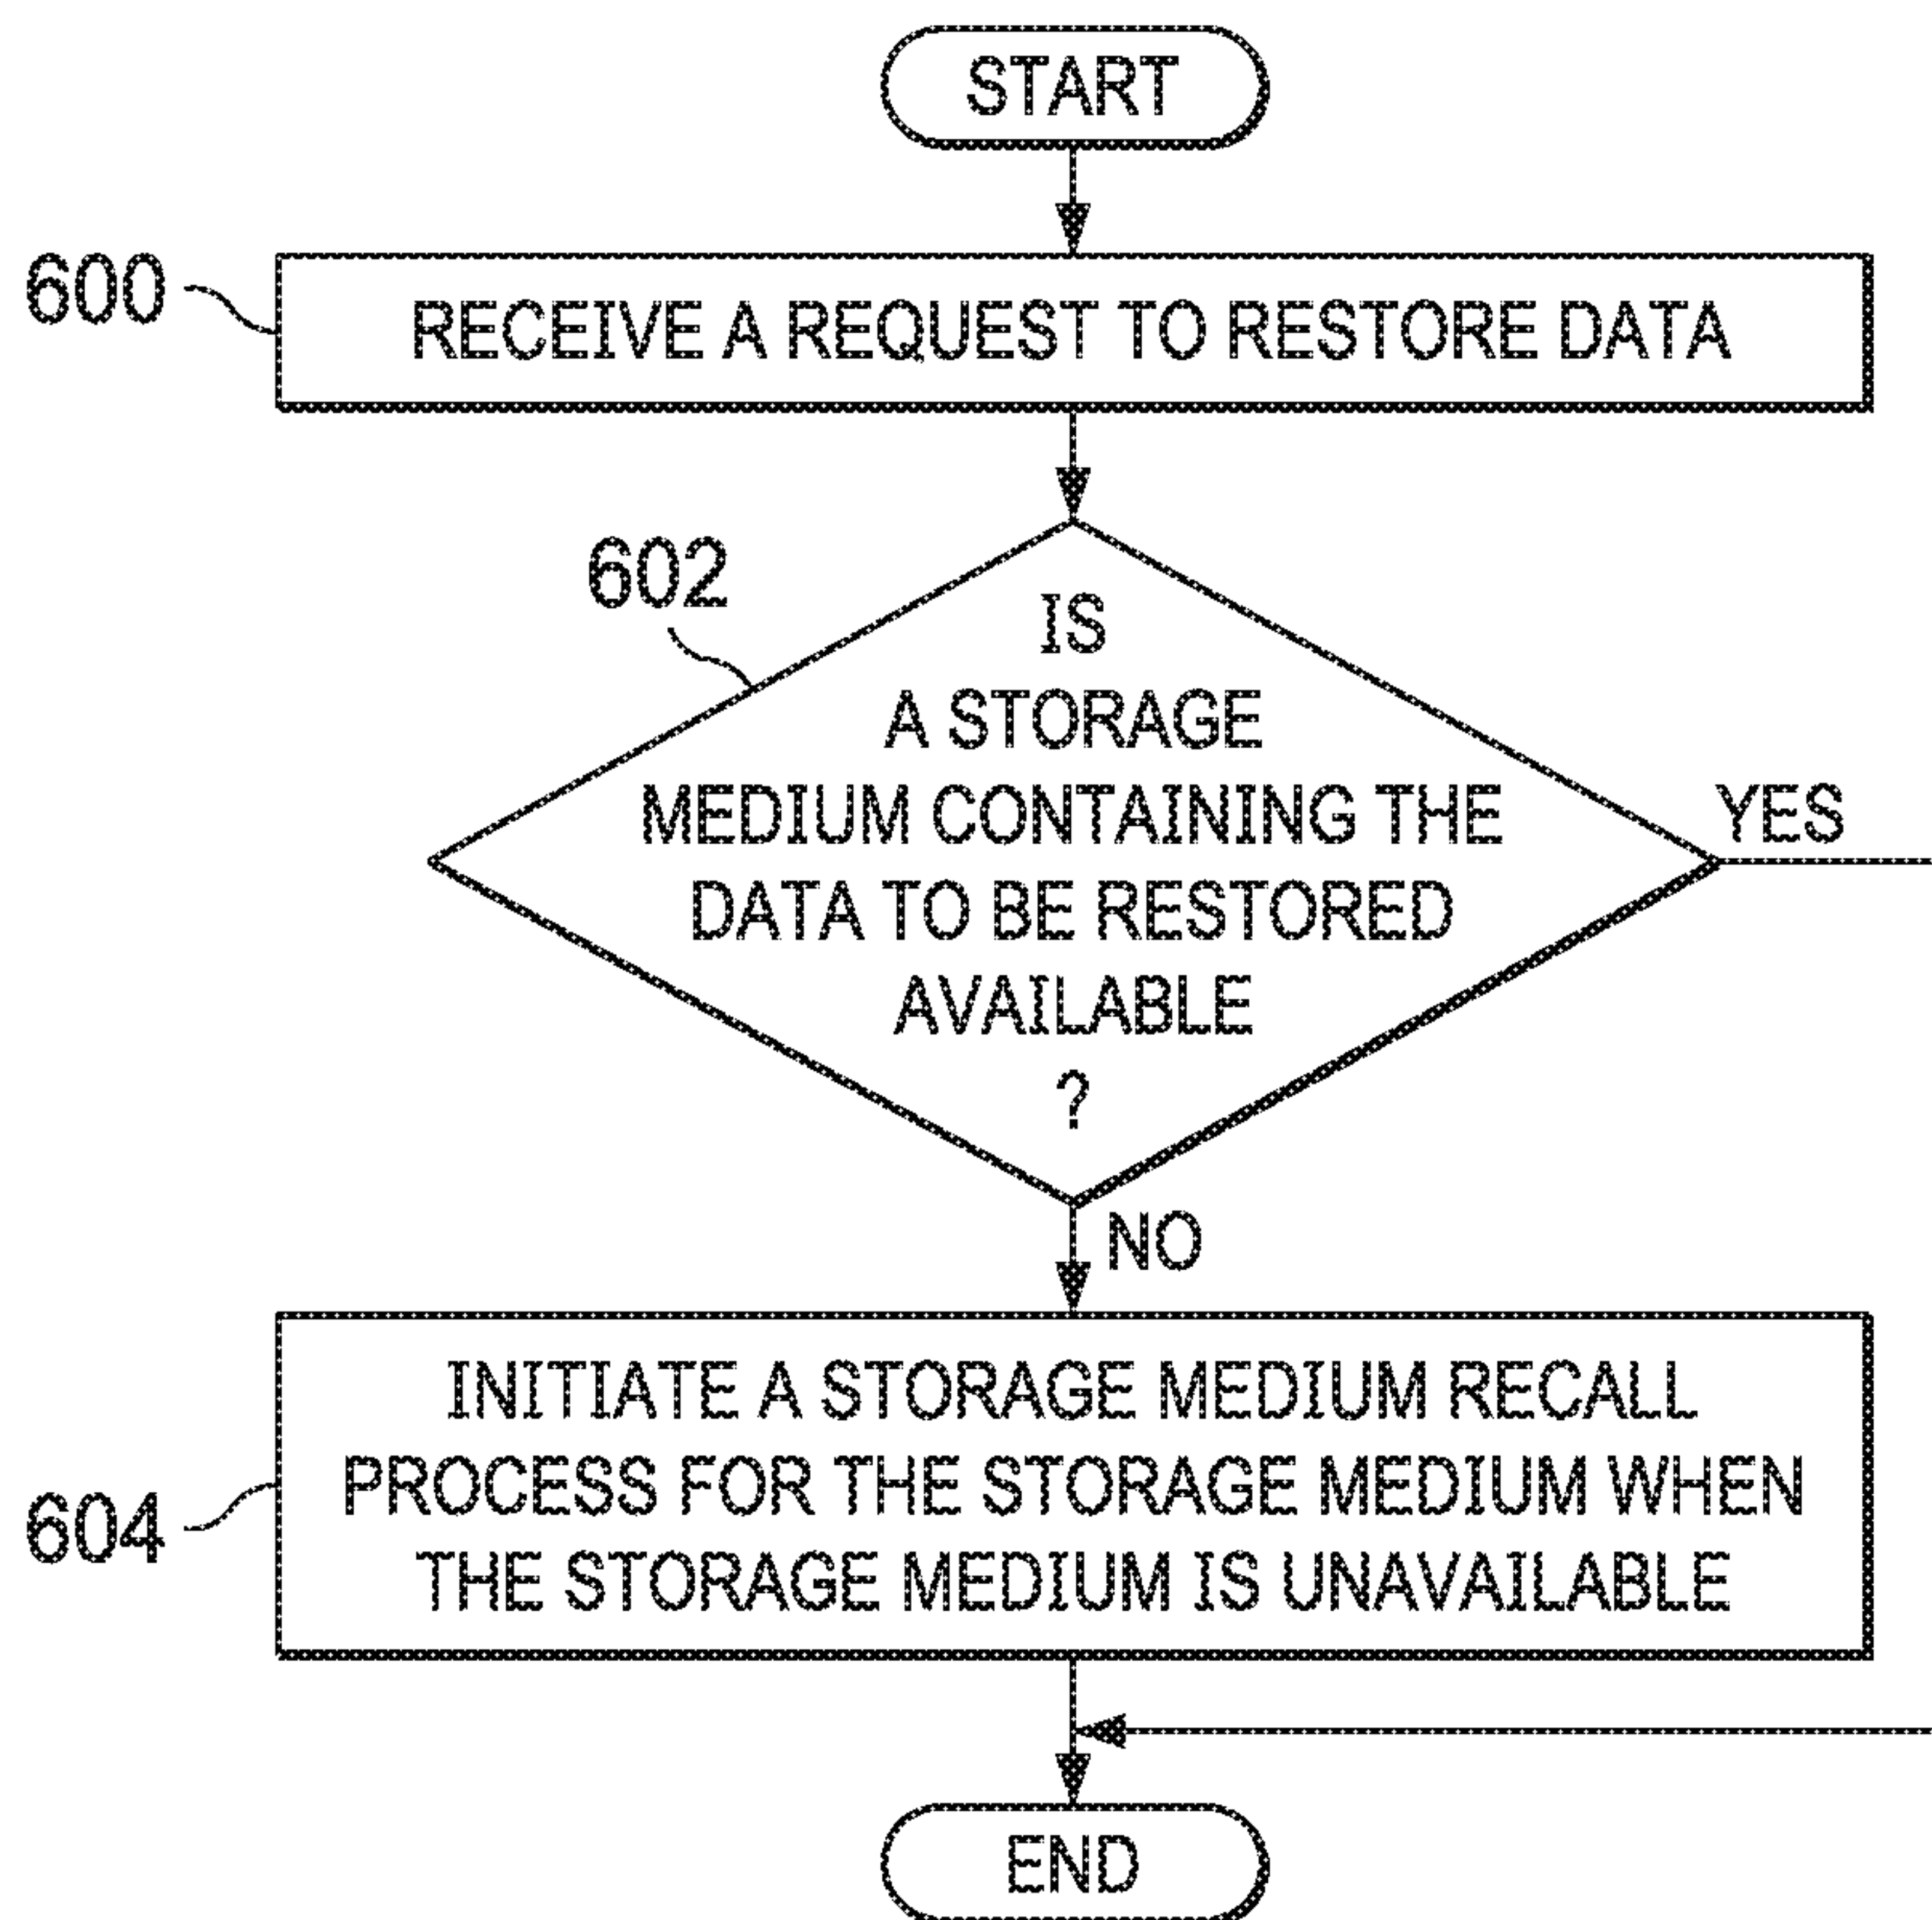 START
600
RECEIVE A REQUEST TO RESTORE DATA
602
IS
A STORAGE
MEDIUM CONTAINING THE
DATA TO BE RESTORED
AVAILABLE
?
YES
NO
604
INITIATE A STORAGE MEDIUM RECALL
PROCESS FOR THE STORAGE MEDIUM WHEN
THE STORAGE MEDIUM IS UNAVAILABLE
END